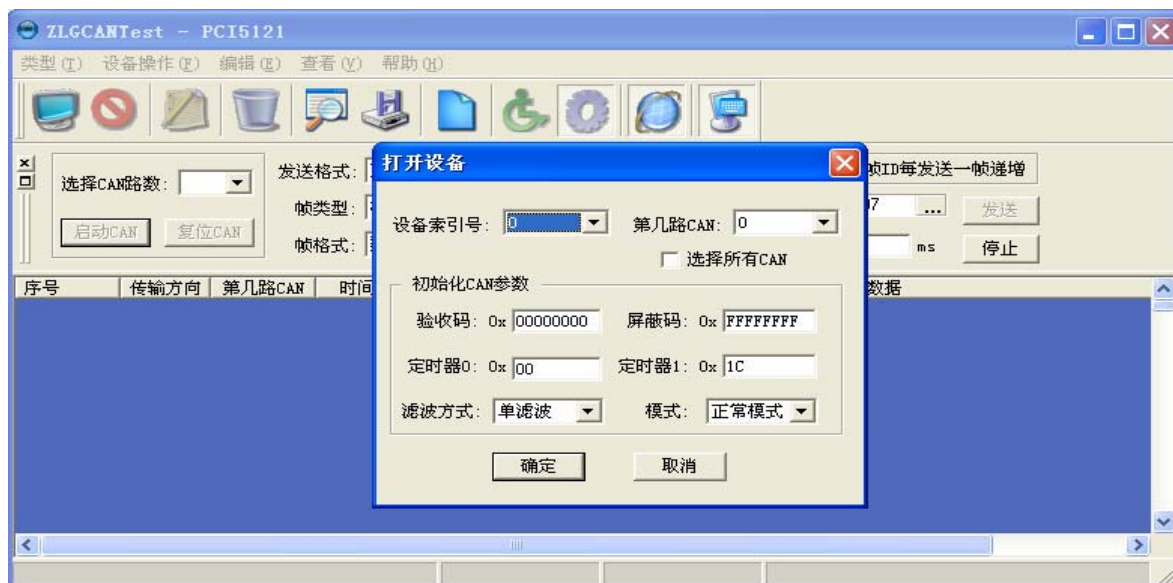 ZLGCANTest - PCI5121
类型(T) 设备操作(F) 编辑(E) 查看(V) 帮助(H)
选择CAN路数:
启动CAN 复位CAN
发送格式:
帧类型:
帧格式:
帧ID每发送一帧递增
... 发送
ms 停止
序号 传输方向 第几路CAN 时间 数据
打开设备
设备索引号: 0 第几路CAN: 0
选择所有CAN
初始化CAN参数
验收码: 0x 00000000 屏蔽码: 0x FFFFFFFF
定时器0: 0x 00 定时器1: 0x 1C
滤波方式: 单滤波 模式: 正常模式
确定 取消